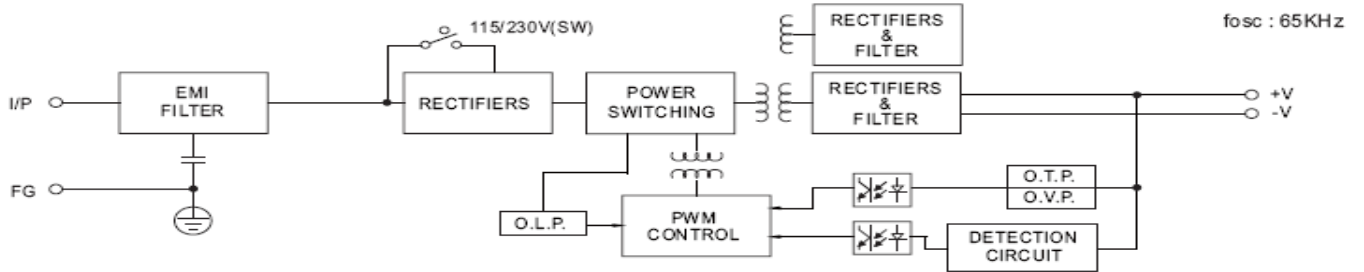 115/230V(SW)
RECTIFIERS
&
FILTER
fosc : 65KHz
I/P
EMI
FILTER
RECTIFIERS
POWER
SWITCHING
RECTIFIERS
&
FILTER
+V
-V
FG
O.L.P.
PWM
CONTROL
O.T.P.
O.V.P.
DETECTION
CIRCUIT